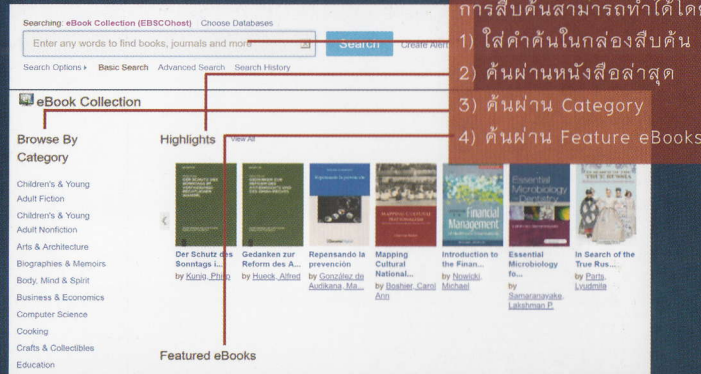 การสืบค้นสามารถทำได้โดย
1) ใส่คำค้นในกล่องสืบค้น
2) ค้นผ่านหนังสือล่าสุด
3) ค้นผ่าน Category
4) ค้นผ่าน Feature eBooks
Searching: eBook Collection (EBSCOhost) Choose Databases
Enter any words to find books, journals and more
Search
Create Alert
Search Options Basic Search Advanced Search Search History
eBook Collection
Browse By
Category
Children's & Young
Adult Fiction
Children's & Young
Adult Nonfiction
Arts & Architecture
Biographies & Memoirs
Body, Mind & Spirit
Business & Economics
Computer Science
Cooking
Crafts & Collectibles
Education
Highlights View All
Financial
Management
Essential
Microbiology
Dentistry
MAPPING CULTURAL
Der Schutz des
Sonntags i...
by Kunig, Philip
Gedanken zur
Reform des A...
by Hueck, Alfred
Repensando la
prevención
by González de
Audikana, Ma...
Mapping
Cultural
National...
by Boshier, Carol
Ann
Introduction to
the Finan...
by Nowicki,
Michael
Essential
Microbiology
fo...
by
Samaranayake,
Lakshman P.
In Search of the
True Rus...
by Parts,
Lyudmila
Featured eBooks